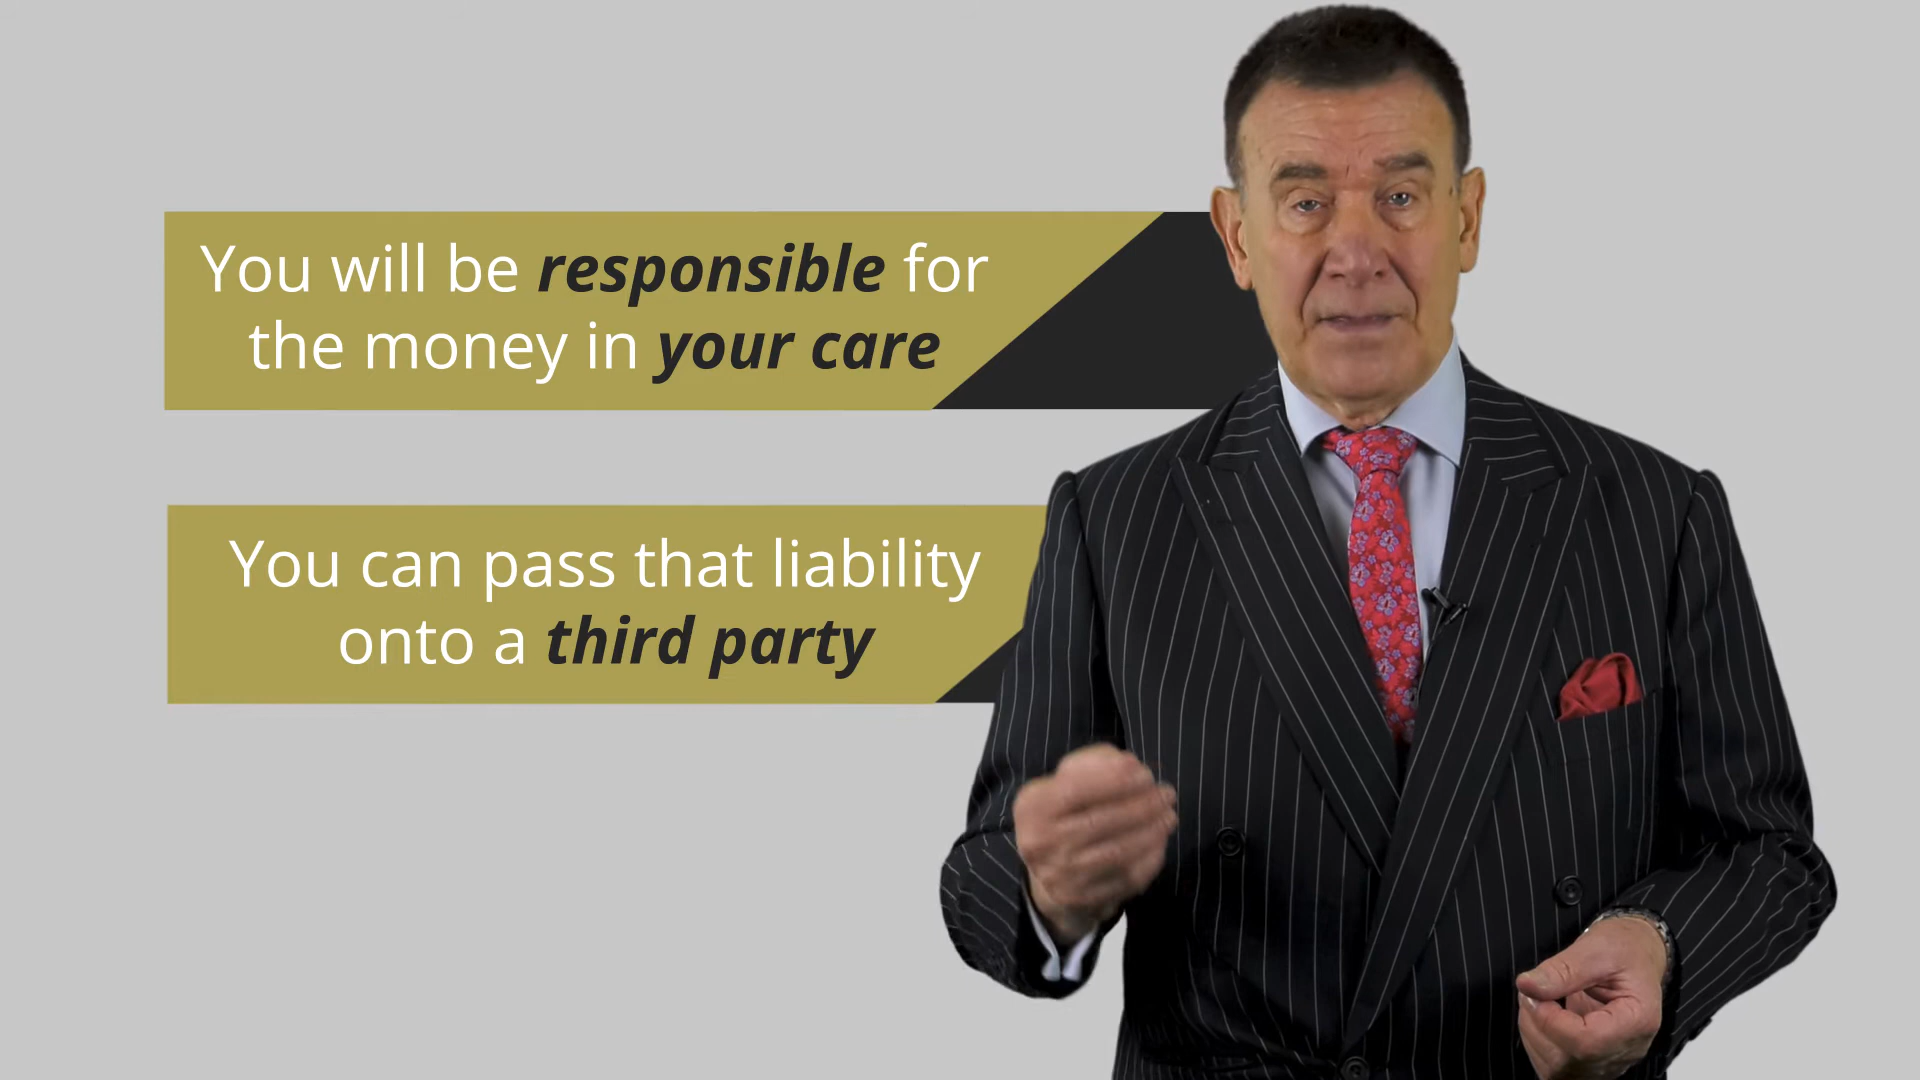 You will be responsible for
the money in your care
You can pass that liability
onto a third party